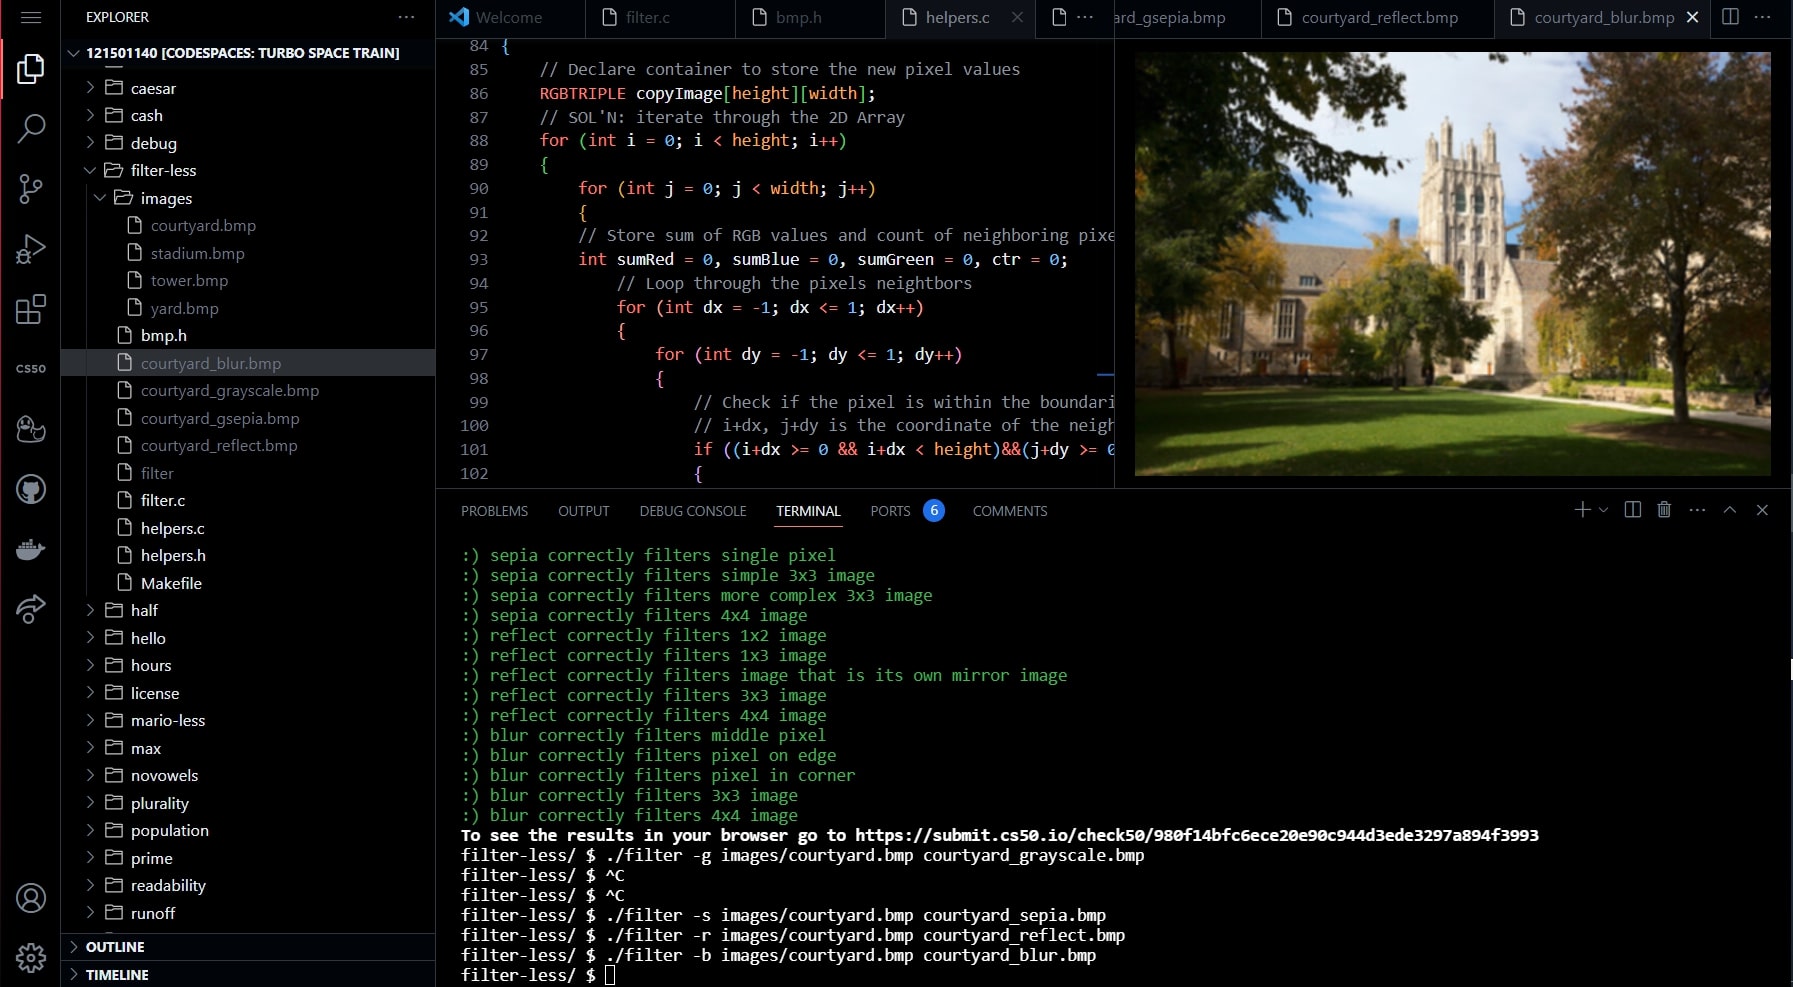 EXPLORER
121501140 [CODESPACES: TURBO SPACE TRAIN]
caesar
cash
debug
filter-less
images
courtyard.bmp
stadium.bmp
tower.bmp
yard.bmp
bmp.h
courtyard_blur.bmp
courtyard_grayscale.bmp
courtyard_gsepia.bmp
courtyard_reflect.bmp
filter
filter.c
helpers.c
helpers.h
Makefile
half
hello
hours
license
mario-less
max
novowels
plurality
population
prime
readability
runoff
OUTLINE
TIMELINE
CS50
Welcome
filter.c
bmp.h
helpers.c
ard_gsepia.bmp
courtyard_reflect.bmp
courtyard_blur.bmp
84 {
85 // Declare container to store the new pixel values
86 RGBTRIPLE copyImage[height][width];
87 // SOL'N: iterate through the 2D Array
88 for (int i = 0; i < height; i++)
89 {
90 for (int j = 0; j < width; j++)
91 {
92 // Store sum of RGB values and count of neighboring pixe
93 int sumRed = 0, sumBlue = 0, sumGreen = 0, ctr = 0;
94 // Loop through the pixels neighbors
95 for (int dx = -1; dx <= 1; dx++)
96 {
97 for (int dy = -1; dy <= 1; dy++)
98 {
99 // Check if the pixel is within the boundari
100 // i+dx, j+dy is the coordinate of the neigh
101 if ((i+dx >= 0 && i+dx < height)&&(j+dy >= 0
102 {
PROBLEMS OUTPUT DEBUG CONSOLE TERMINAL PORTS 6 COMMENTS
:) sepia correctly filters single pixel
:) sepia correctly filters simple 3x3 image
:) sepia correctly filters more complex 3x3 image
:) sepia correctly filters 4x4 image
:) reflect correctly filters 1x2 image
:) reflect correctly filters 1x3 image
:) reflect correctly filters image that is its own mirror image
:) reflect correctly filters 3x3 image
:) reflect correctly filters 4x4 image
:) blur correctly filters middle pixel
:) blur correctly filters pixel on edge
:) blur correctly filters pixel in corner
:) blur correctly filters 3x3 image
:) blur correctly filters 4x4 image
To see the results in your browser go to https://submit.cs50.io/check50/980f14bfc6ece20e90c944d3ede3297a894f3993
filter-less/ $ ./filter -g images/courtyard.bmp courtyard_grayscale.bmp
filter-less/ $ ^C
filter-less/ $ ^C
filter-less/ $ ./filter -s images/courtyard.bmp courtyard_sepia.bmp
filter-less/ $ ./filter -r images/courtyard.bmp courtyard_reflect.bmp
filter-less/ $ ./filter -b images/courtyard.bmp courtyard_blur.bmp
filter-less/ $